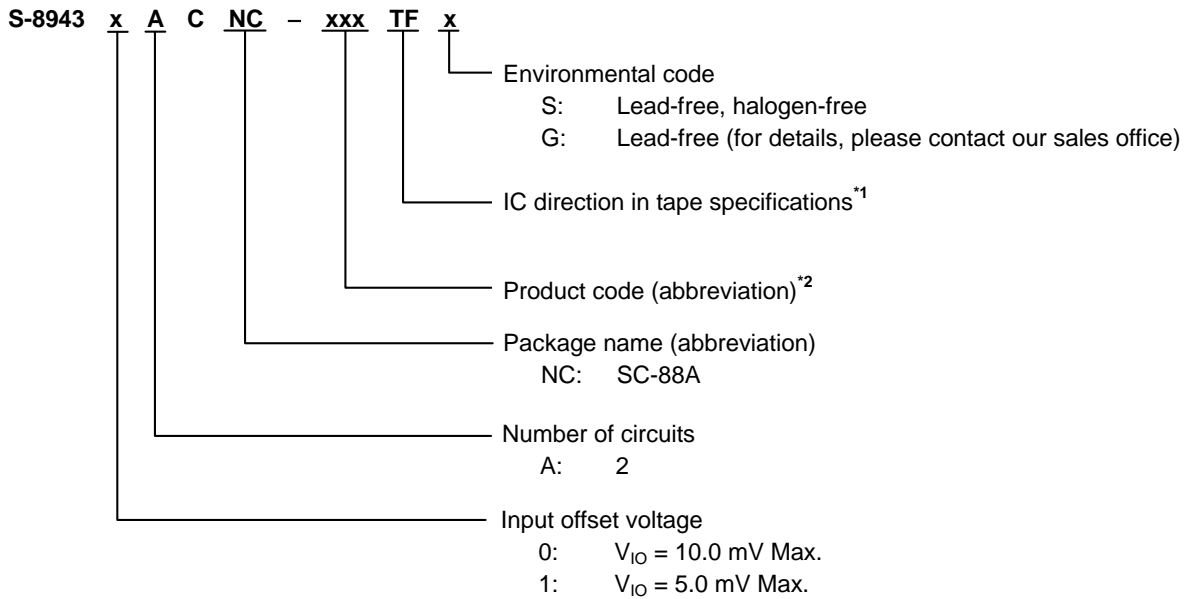 S-8943 x A C NC – xxx TF x
Environmental code
S: Lead-free, halogen-free
G: Lead-free (for details, please contact our sales office)
IC direction in tape specifications*1
Product code (abbreviation)*2
Package name (abbreviation)
NC: SC-88A
Number of circuits
A: 2
Input offset voltage
0: VIO = 10.0 mV Max.
1: VIO = 5.0 mV Max.